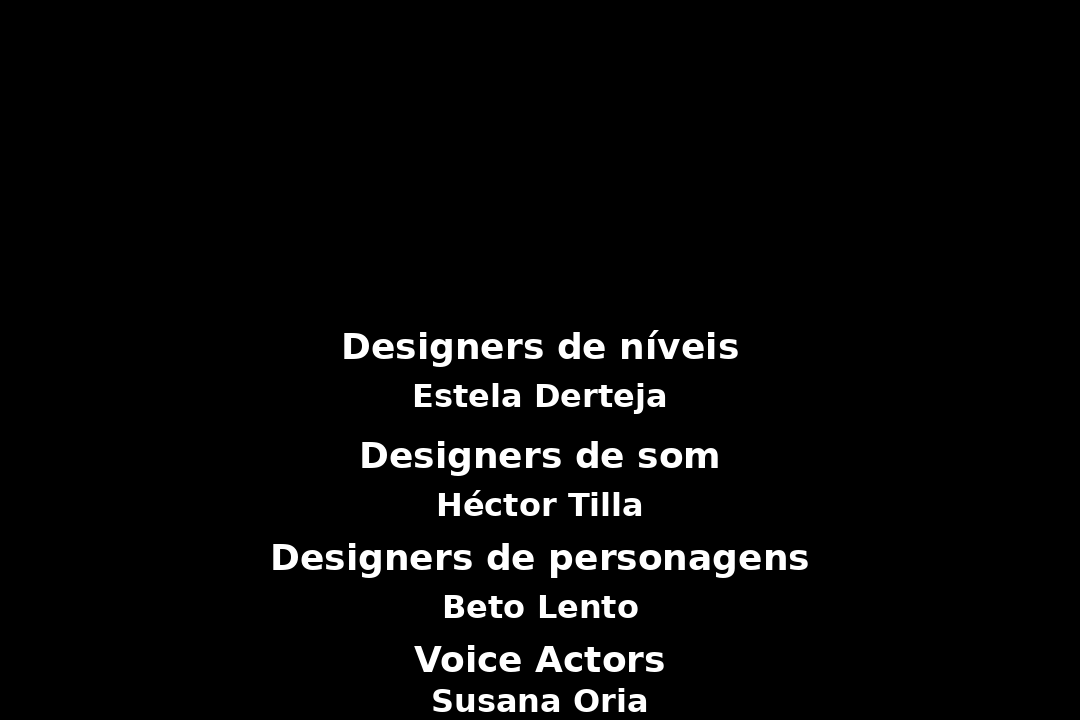 Designers de níveis
Estela Derteja
Designers de som
Héctor Tilla
Designers de personagens
Beto Lento
Voice Actors
Susana Oria